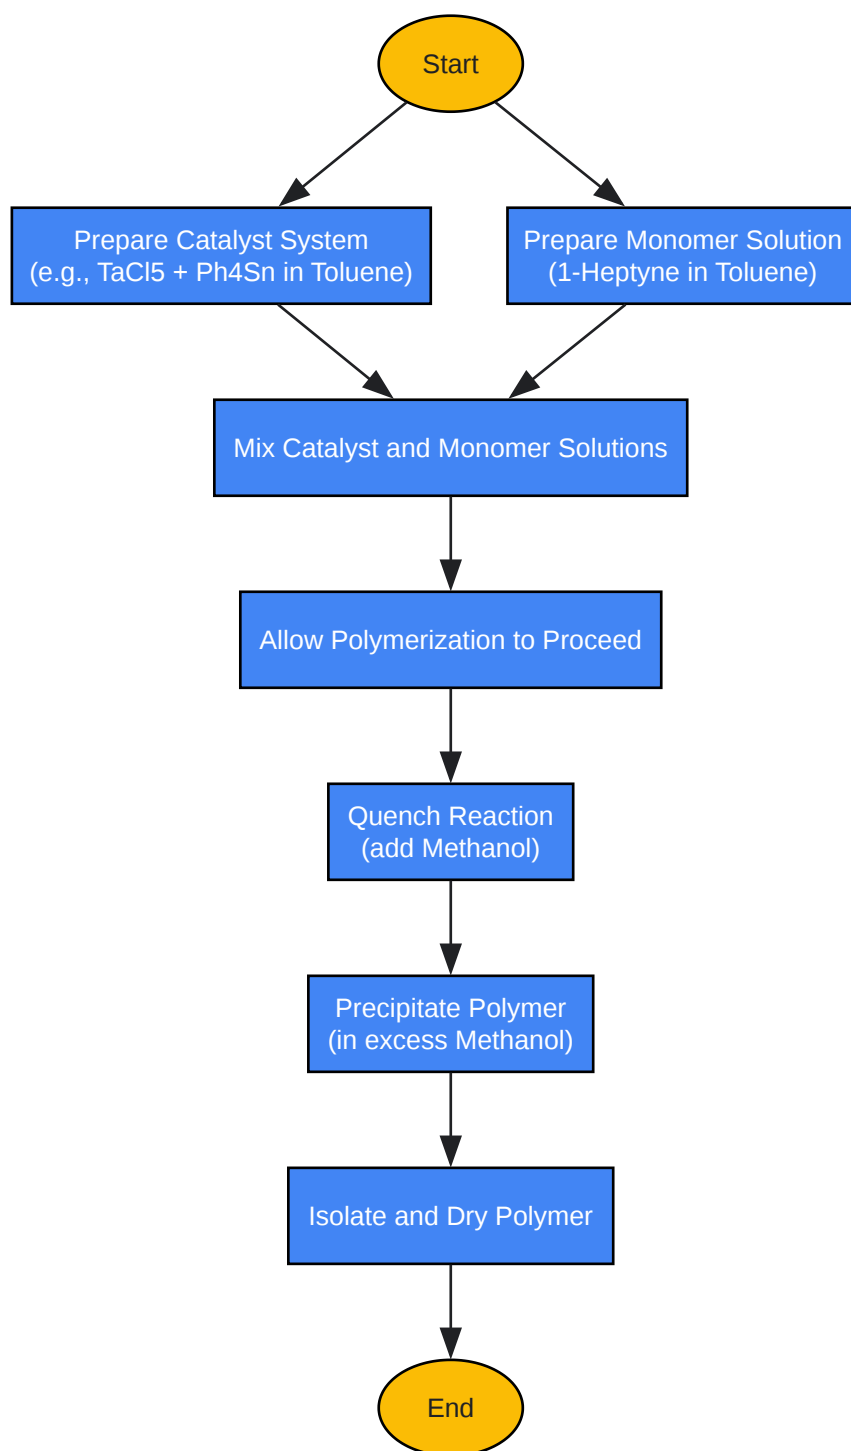 Start
Prepare Catalyst System
(e.g., TaCl5 + Ph4Sn in Toluene)
Prepare Monomer Solution
(1-Heptyne in Toluene)
Mix Catalyst and Monomer Solutions
Allow Polymerization to Proceed
Quench Reaction
(add Methanol)
Precipitate Polymer
(in excess Methanol)
Isolate and Dry Polymer
End